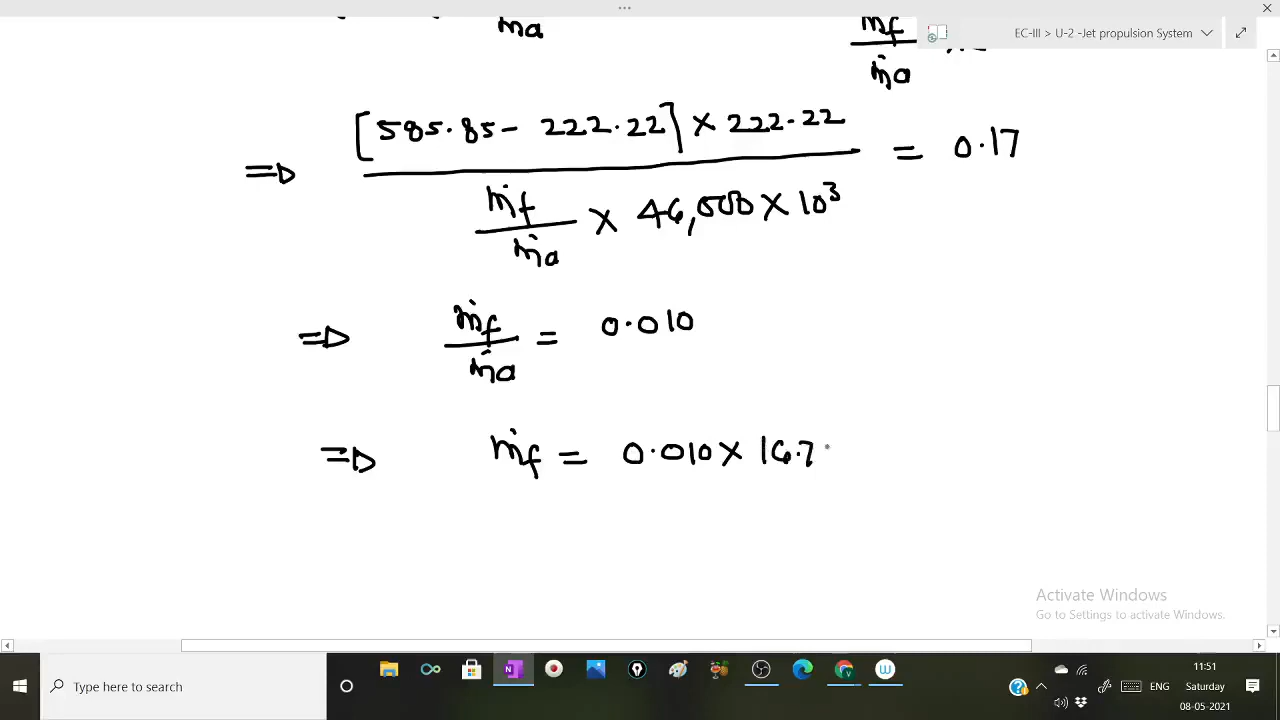 ṁa
ṁf
ṁa
EC-III > U-2 -Jet propulsion System
⇒ [585.85 - 222.22] × 222.22 = 0.17
ṁf × 46,000 × 10³
ṁa
⇒ ṁf = 0.010
ṁa
⇒ ṁf = 0.010 × 16.7
Activate Windows
Go to Settings to activate Windows.
Type here to search
ENG
11:51
Saturday
08-05-2021